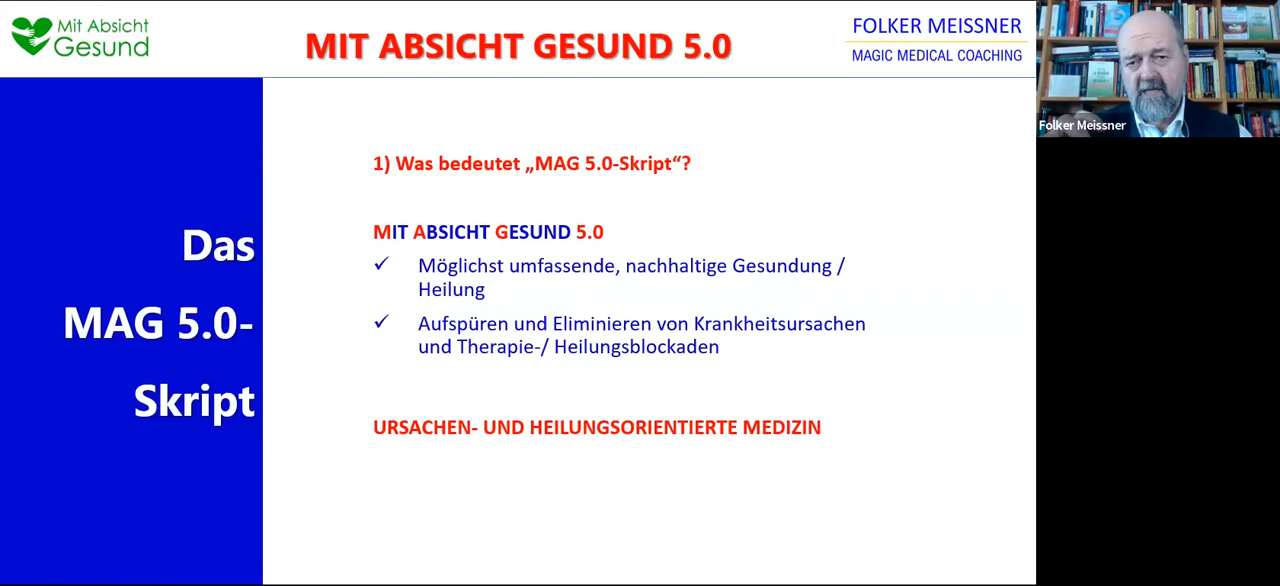 Mit Absicht
Gesund
MIT ABSICHT GESUND 5.0
FOLKER MEISSNER
MAGIC MEDICAL COACHING
Folker Meissner
Das
MAG 5.0-
Skript
1) Was bedeutet „MAG 5.0-Skript“?
MIT ABSICHT GESUND 5.0
✓ Möglichst umfassende, nachhaltige Gesundung /
Heilung
✓ Aufspüren und Eliminieren von Krankheitsursachen
und Therapie-/ Heilungsblockaden
URSACHEN- UND HEILUNGSORIENTIERTE MEDIZIN